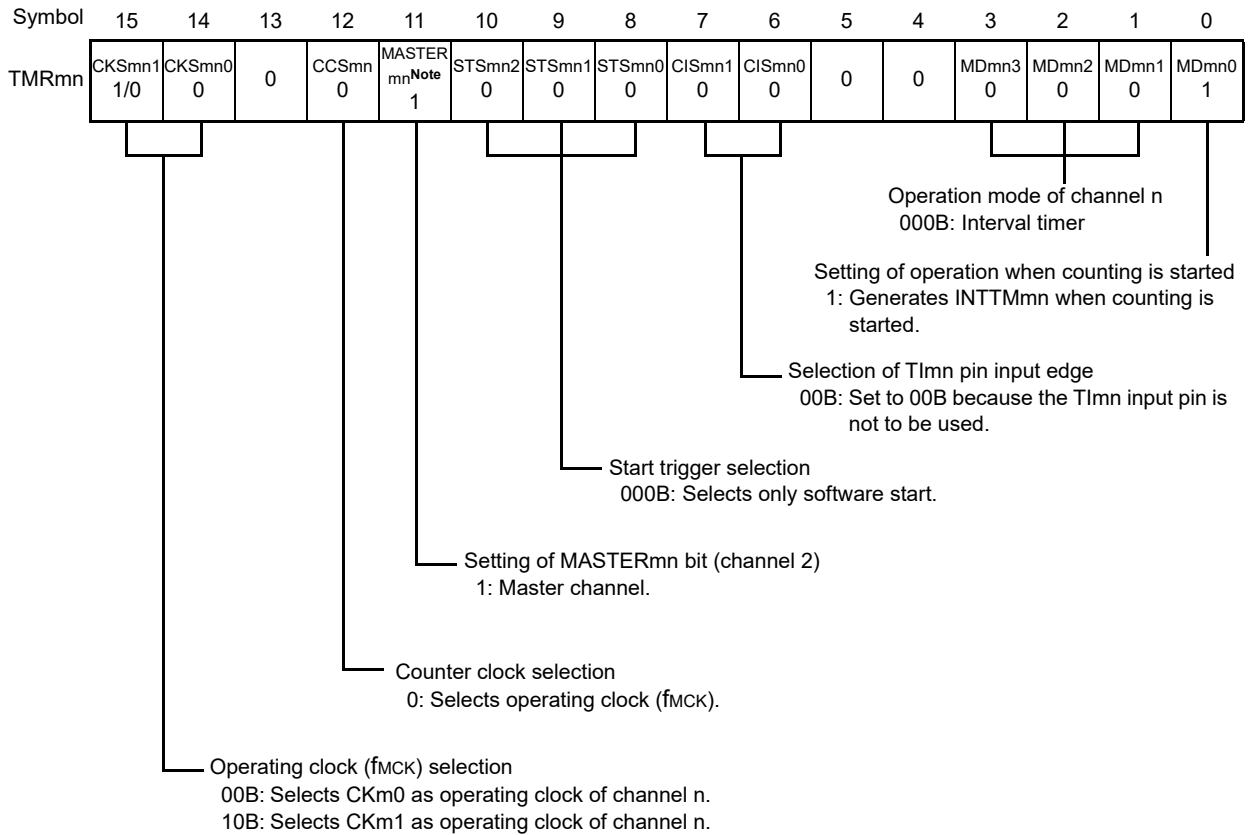 Symbol 15 14 13 12 11 10 9 8 7 6 5 4 3 2 1 0
TMRmn CKSmn1 CKSmn0 0 CCSmn MASTER mnNote STSmn2 STSmn1 STSmn0 CISmn1 CISmn0 0 0 MDmn3 MDmn2 MDmn1 MDmn0
1/0 0 0 1 0 0 0 0 0 0 0 0 1
Operation mode of channel n
000B: Interval timer
Setting of operation when counting is started
1: Generates INTTMmn when counting is
started.
Selection of TImn pin input edge
00B: Set to 00B because the TImn input pin is
not to be used.
Start trigger selection
000B: Selects only software start.
Setting of MASTERmn bit (channel 2)
1: Master channel.
Counter clock selection
0: Selects operating clock (fMCK).
Operating clock (fMCK) selection
00B: Selects CKm0 as operating clock of channel n.
10B: Selects CKm1 as operating clock of channel n.